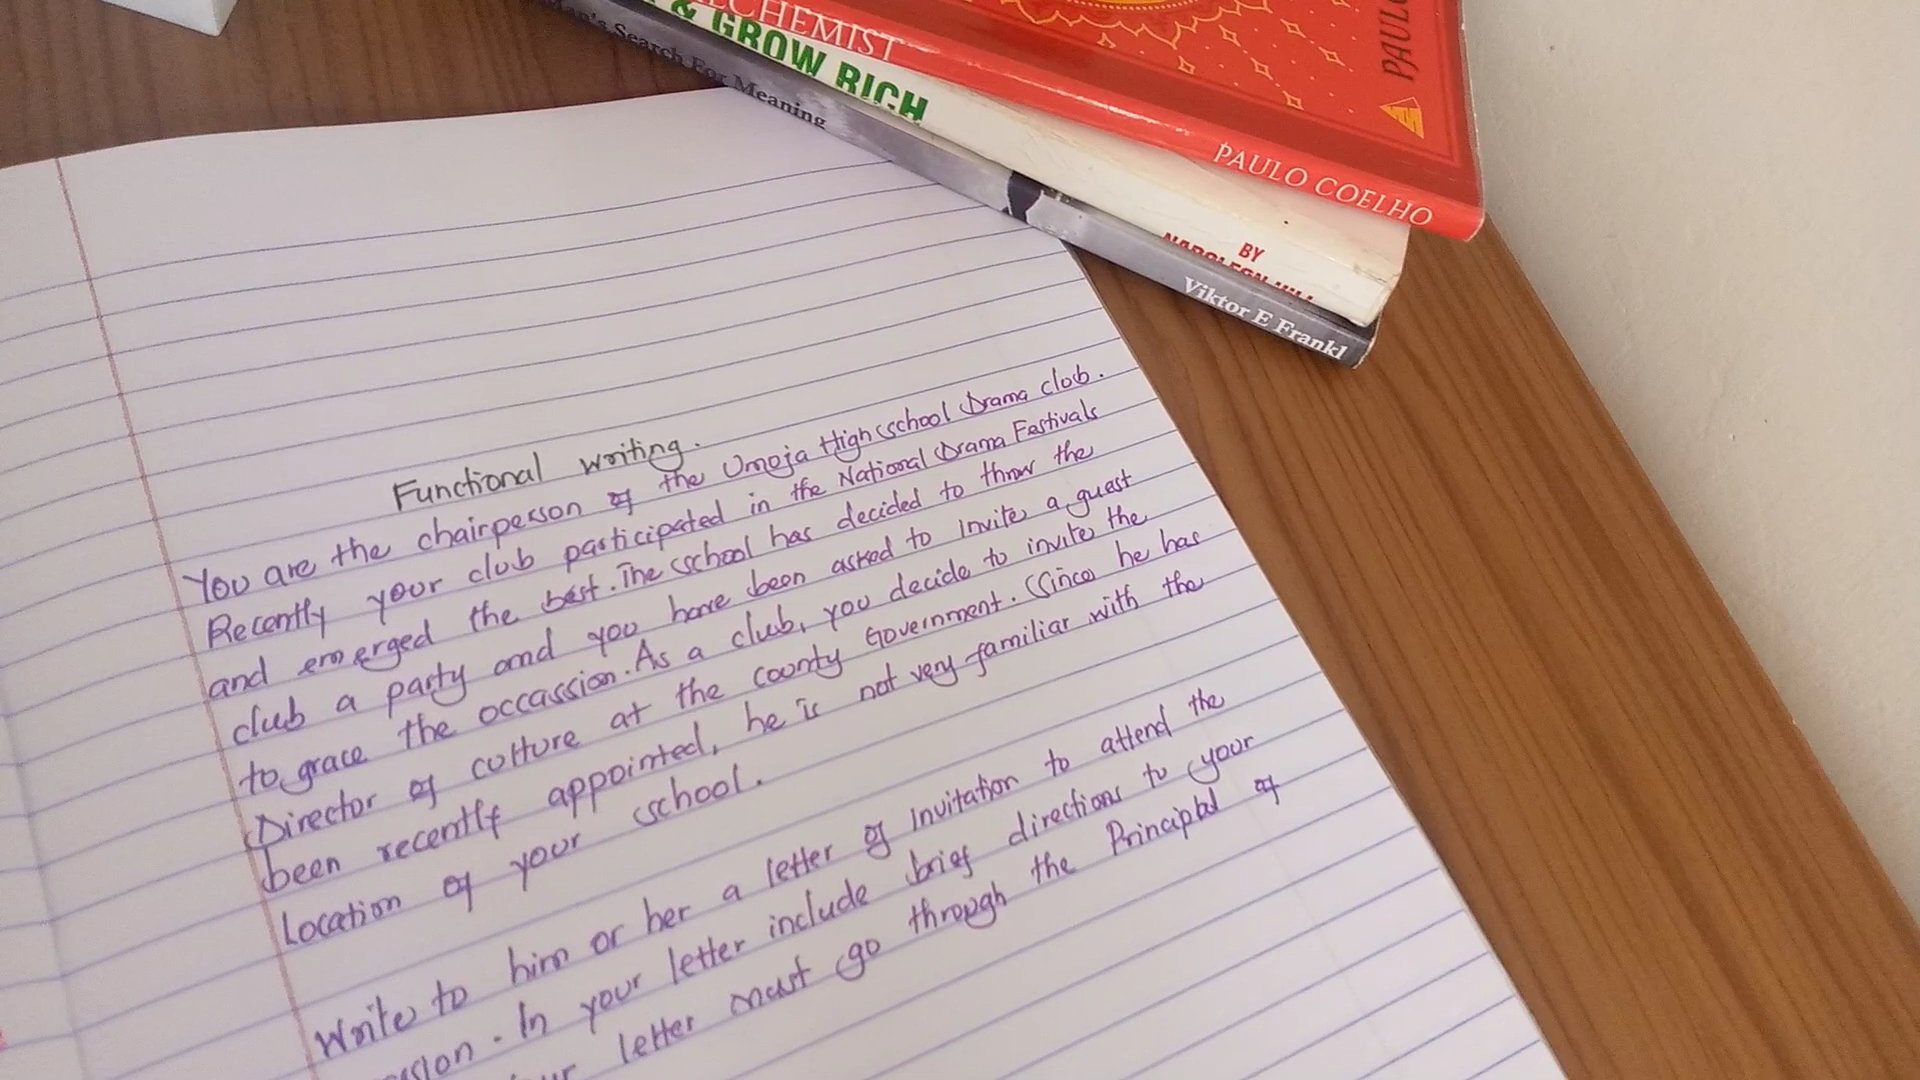 ALCHEMIST
PAULO COELHO
PAULO
& GROW RICH
BY
NAPOLEON HILL
Man's Search For Meaning
Viktor E Frankl
Functional writing.
You are the chairperson of the Umoja High school Drama club.
Recently your club participated in the National Drama Festivals
and emerged the best. The school has decided to throw the
club a party and you have been asked to invite a guest
to grace the occassion. As a club, you decide to invite the
Director of culture at the county Government. Since he has
been recently appointed, he is not very familiar with the
Location of your school.
Write to him or her a letter of invitation to attend the
. In your letter include brief directions to your
letter must go through the Principal of